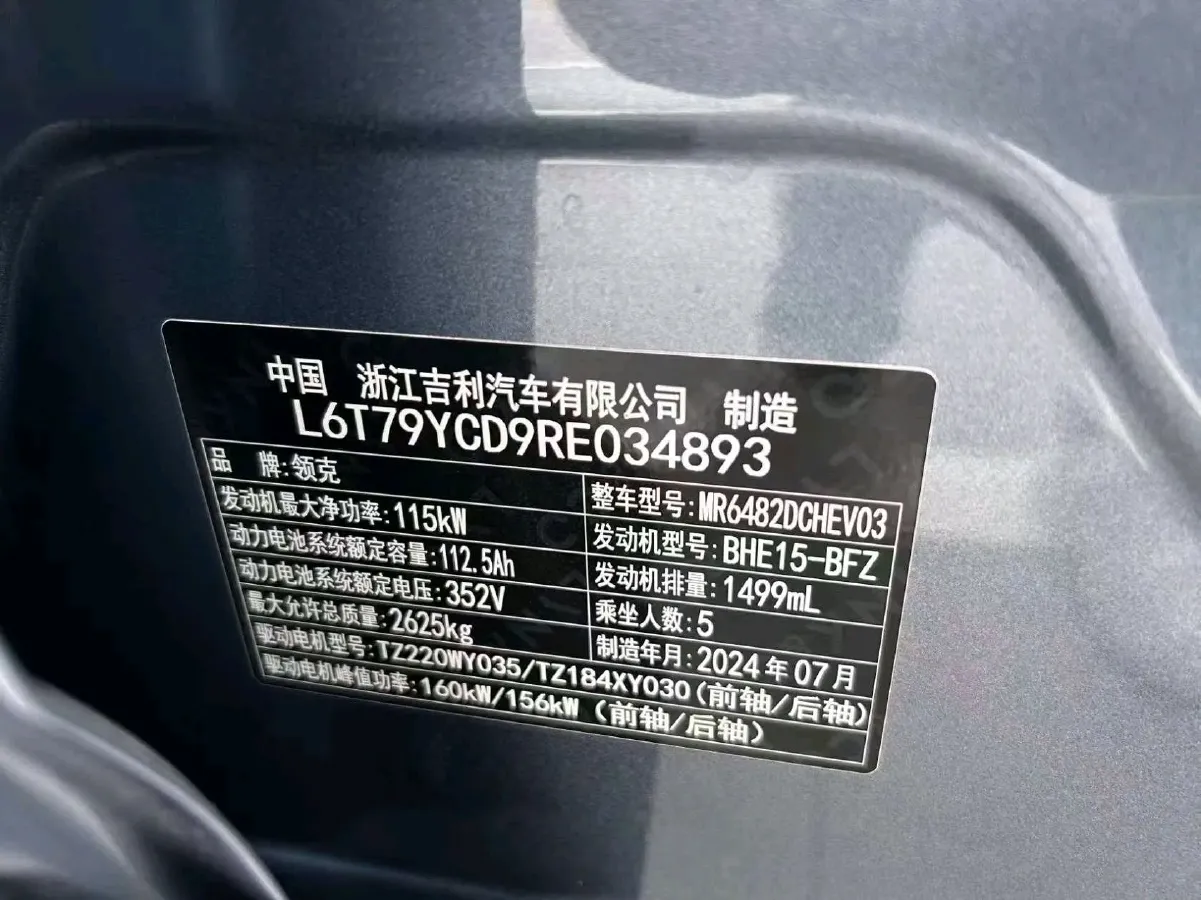 中国 浙江吉利汽车有限公司 制造
L6T79YCD9RE034893
品 牌:领克 整车型号:MR6482DCHEV03
发动机最大净功率:115kW 发动机型号:BHE15-BFZ
动力电池系统额定容量:112.5Ah 发动机排量:1499mL
动力电池系统额定电压:352V 乘坐人数:5
最大允许总质量:2625kg 制造年月:2024年07月
驱动电机型号:TZ220WY035/TZ184XY030(前轴/后轴)
驱动电机峰值功率:160kW/156kW (前轴/后轴)